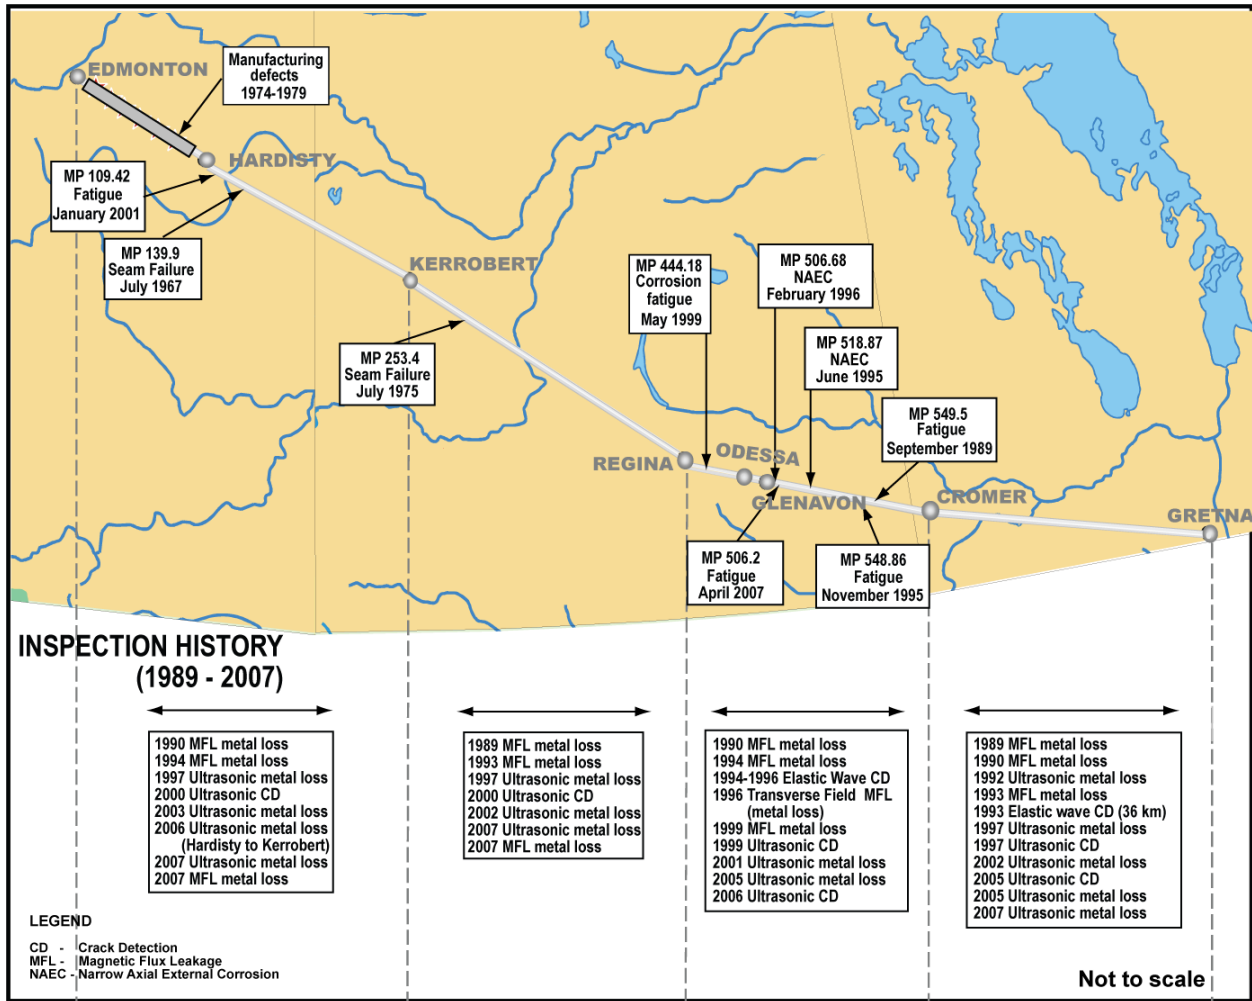 EDMONTON
Manufacturing
defects
1974-1979
HARDISTY
MP 109.42
Fatigue
January 2001
MP 139.9
Seam Failure
July 1967
KERROBERT
MP 253.4
Seam Failure
July 1975
MP 444.18
Corrosion
fatigue
May 1999
MP 506.68
NAEC
February 1996
MP 518.87
NAEC
June 1995
MP 549.5
Fatigue
September 1989
REGINA
ODESSA
GLENAVON
CROMER
GRETNA
MP 506.2
Fatigue
April 2007
MP 548.86
Fatigue
November 1995
INSPECTION HISTORY
(1989 - 2007)
1990 MFL metal loss
1994 MFL metal loss
1997 Ultrasonic metal loss
2000 Ultrasonic CD
2003 Ultrasonic metal loss
2006 Ultrasonic metal loss
(Hardisty to Kerrobert)
2007 Ultrasonic metal loss
2007 MFL metal loss
1989 MFL metal loss
1993 MFL metal loss
1997 Ultrasonic metal loss
2000 Ultrasonic CD
2002 Ultrasonic metal loss
2007 Ultrasonic metal loss
2007 MFL metal loss
1990 MFL metal loss
1994 MFL metal loss
1994-1996 Elastic Wave CD
1996 Transverse Field MFL
(metal loss)
1999 MFL metal loss
1999 Ultrasonic CD
2001 Ultrasonic metal loss
2005 Ultrasonic metal loss
2006 Ultrasonic CD
1989 MFL metal loss
1990 MFL metal loss
1992 Ultrasonic metal loss
1993 MFL metal loss
1993 Elastic wave CD (36 km)
1997 Ultrasonic metal loss
1997 Ultrasonic CD
2002 Ultrasonic metal loss
2005 Ultrasonic CD
2005 Ultrasonic metal loss
2007 Ultrasonic metal loss
LEGEND
CD - Crack Detection
MFL - Magnetic Flux Leakage
NAEC - Narrow Axial External Corrosion
Not to scale